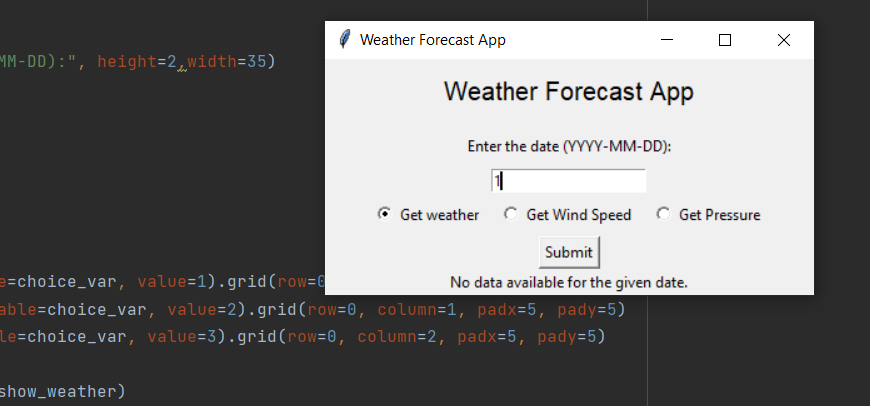 MM-DD):", height=2,width=35)
Weather Forecast App
Weather Forecast App
Enter the date (YYYY-MM-DD):
1
Get weather Get Wind Speed Get Pressure
Submit
No data available for the given date.
e=choice_var, value=1).grid(row=0
able=choice_var, value=2).grid(row=0, column=1, padx=5, pady=5)
le=choice_var, value=3).grid(row=0, column=2, padx=5, pady=5)
show_weather)